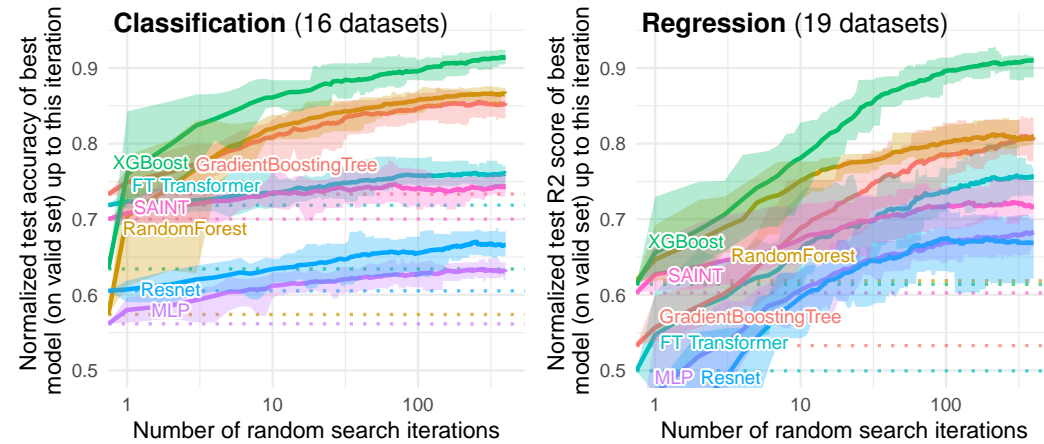 Classification (16 datasets)
Normalized test accuracy of best
model (on valid set) up to this iteration
0.9
0.8
0.7
0.6
0.5
XGBoost
GradientBoostingTree
FT Transformer
SAINT
RandomForest
Resnet
MLP
1
10
100
Number of random search iterations
Regression (19 datasets)
Normalized test R2 score of best
model (on valid set) up to this iteration
0.9
0.8
0.7
0.6
0.5
XGBoost
RandomForest
SAINT
GradientBoostingTree
FT Transformer
MLP
Resnet
1
10
100
Number of random search iterations